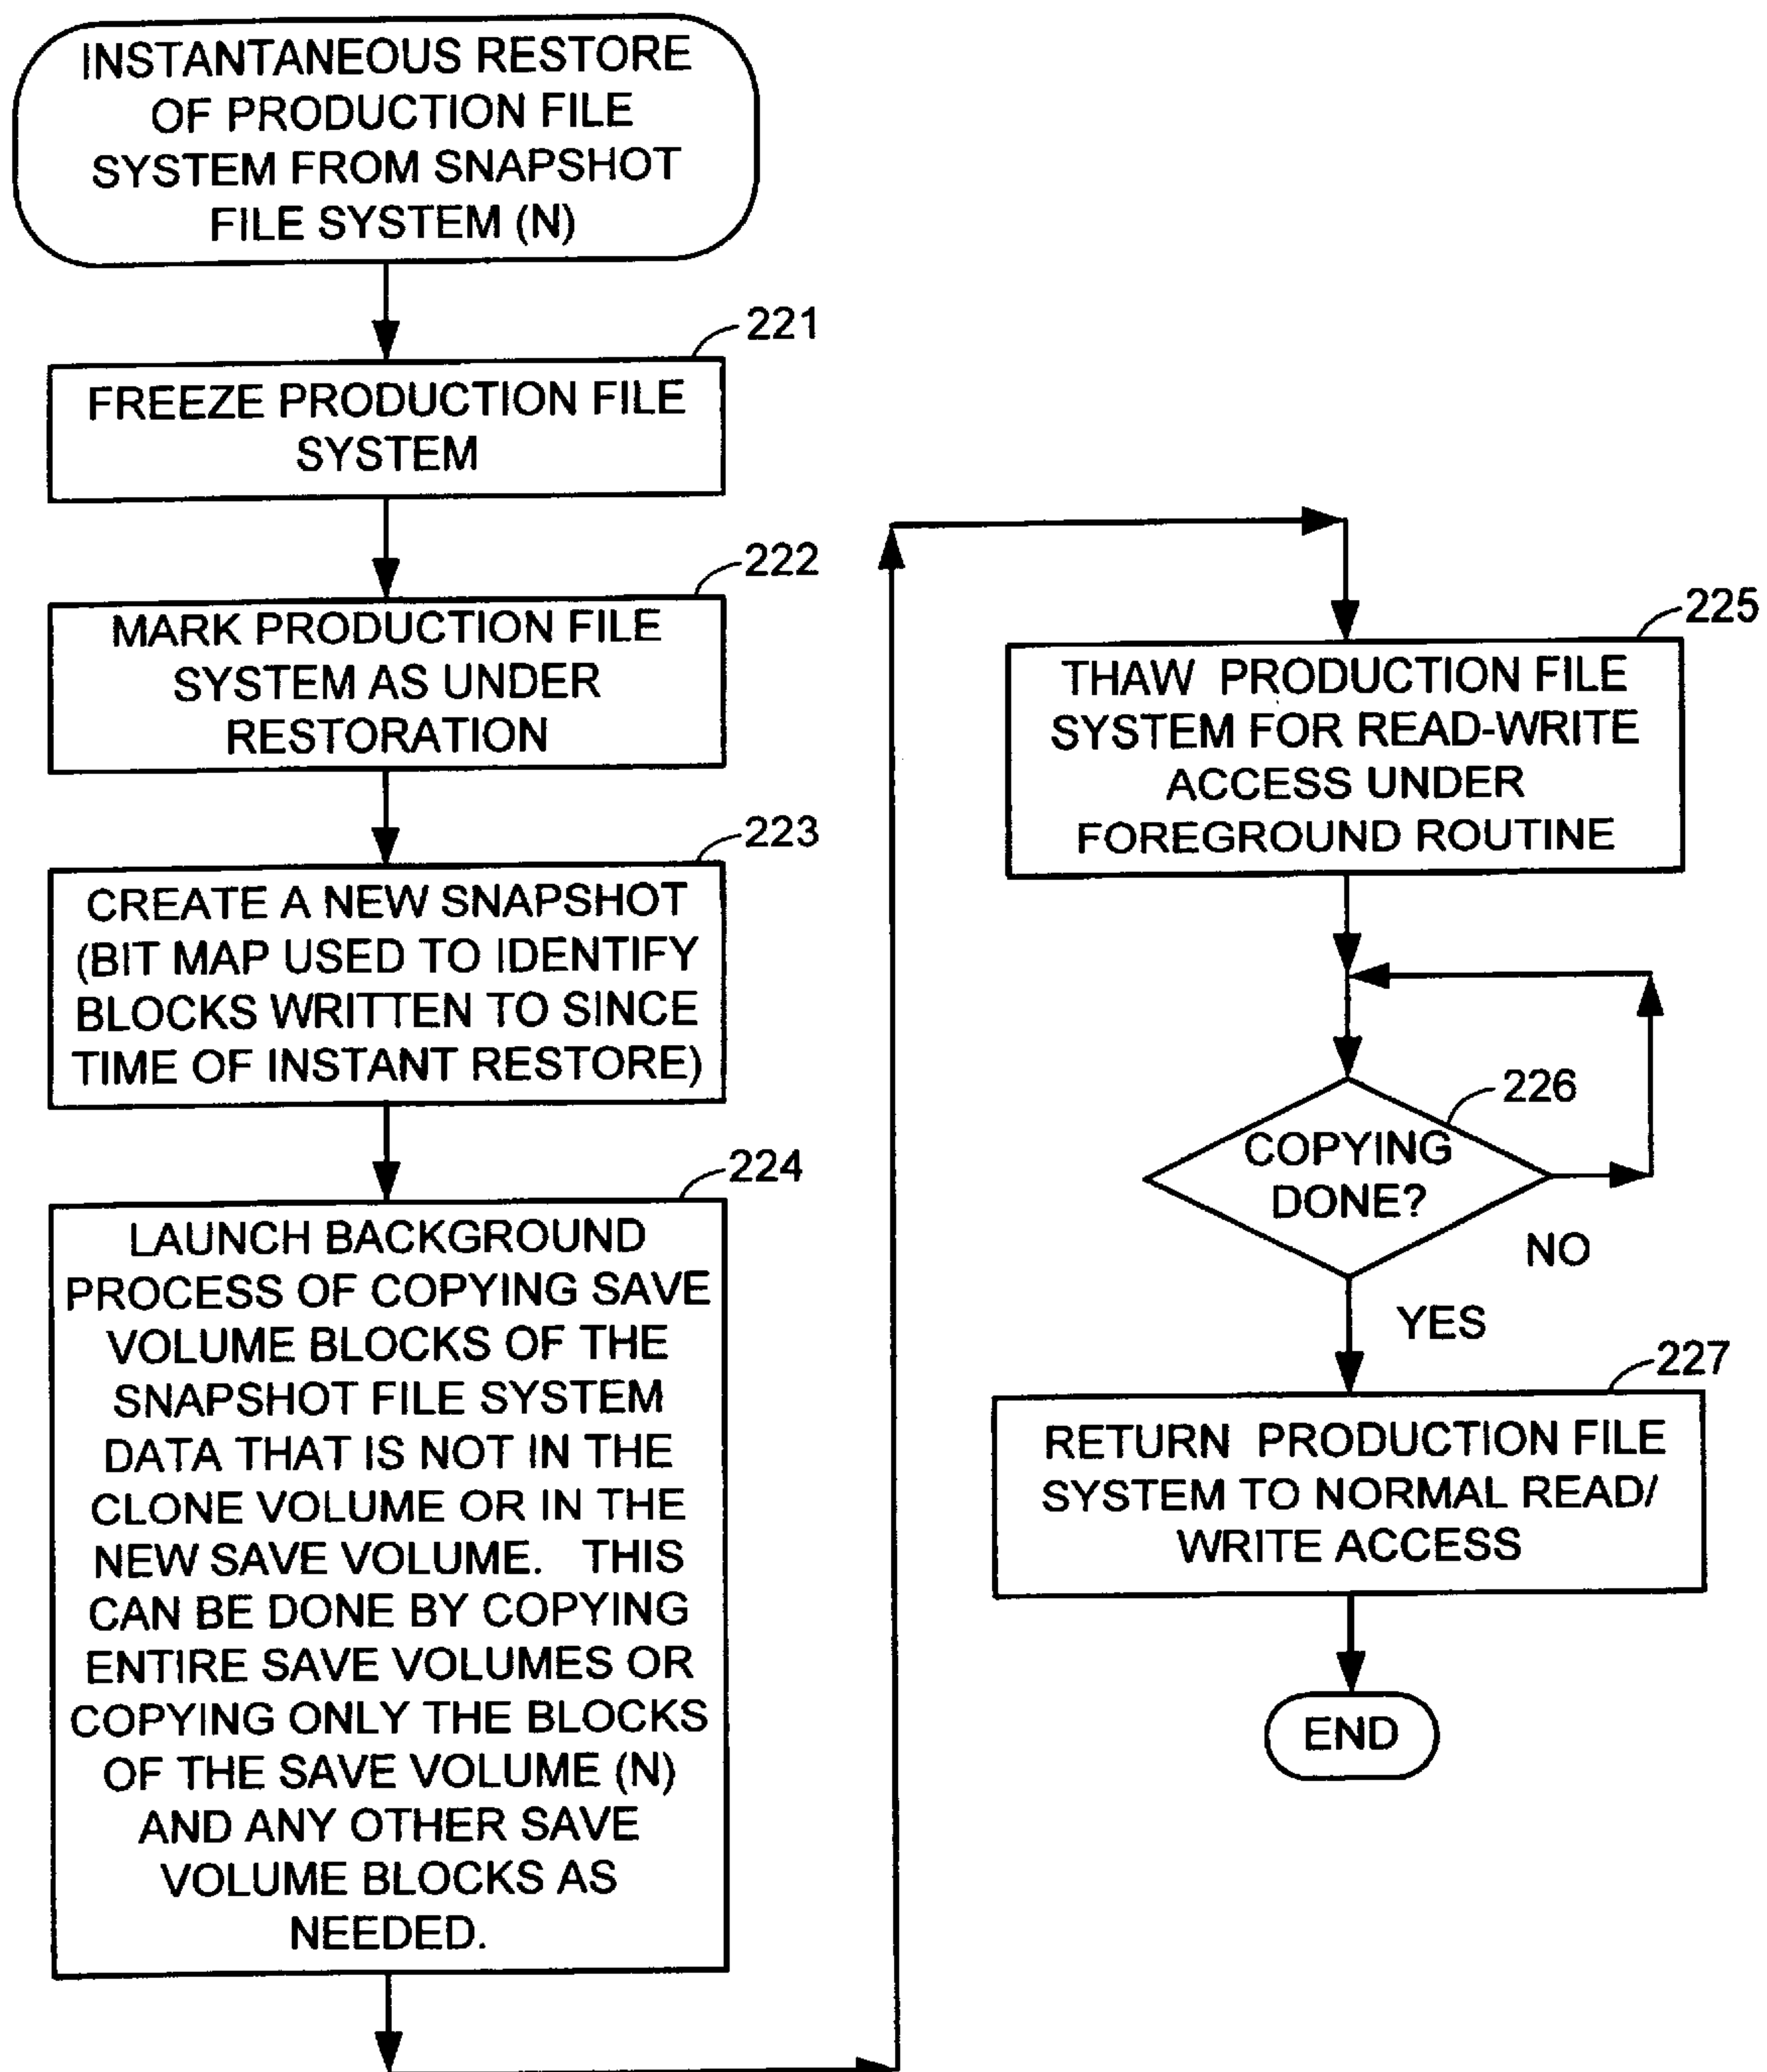 INSTANTANEOUS RESTORE
OF PRODUCTION FILE
SYSTEM FROM SNAPSHOT
FILE SYSTEM (N)
221
FREEZE PRODUCTION FILE
SYSTEM
222
MARK PRODUCTION FILE
SYSTEM AS UNDER
RESTORATION
223
CREATE A NEW SNAPSHOT
(BIT MAP USED TO IDENTIFY
BLOCKS WRITTEN TO SINCE
TIME OF INSTANT RESTORE)
224
LAUNCH BACKGROUND
PROCESS OF COPYING SAVE
VOLUME BLOCKS OF THE
SNAPSHOT FILE SYSTEM
DATA THAT IS NOT IN THE
CLONE VOLUME OR IN THE
NEW SAVE VOLUME. THIS
CAN BE DONE BY COPYING
ENTIRE SAVE VOLUMES OR
COPYING ONLY THE BLOCKS
OF THE SAVE VOLUME (N)
AND ANY OTHER SAVE
VOLUME BLOCKS AS
NEEDED.
225
THAW PRODUCTION FILE
SYSTEM FOR READ-WRITE
ACCESS UNDER
FOREGROUND ROUTINE
226
COPYING
DONE?
NO
YES
227
RETURN PRODUCTION FILE
SYSTEM TO NORMAL READ/
WRITE ACCESS
END